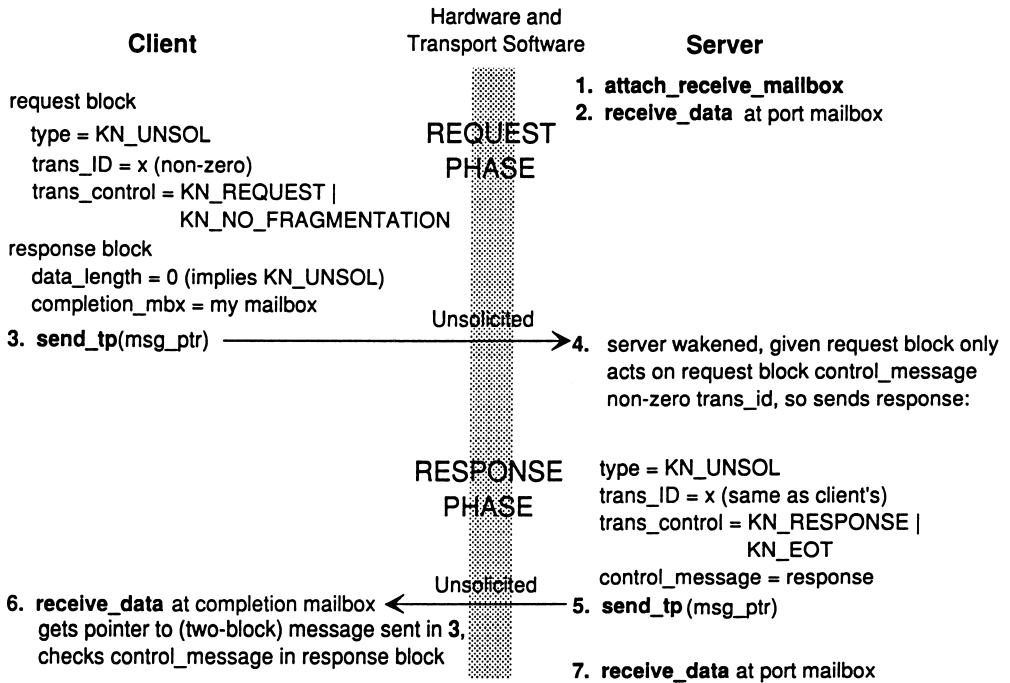 Client
Hardware and
Transport Software
Server
request block
type = KN_UNSOL
trans_ID = x (non-zero)
trans_control = KN_REQUEST |
KN_NO_FRAGMENTATION
response block
data_length = 0 (implies KN_UNSOL)
completion_mbx = my mailbox
3. send_tp(msg_ptr)
1. attach_receive_mailbox
2. receive_data at port mailbox
REQUEST
PHASE
Unsolicited
4. server wakened, given request block only
acts on request block control_message
non-zero trans_id, so sends response:
RESPONSE
PHASE
type = KN_UNSOL
trans_ID = x (same as client's)
trans_control = KN_RESPONSE |
KN_EOT
control_message = response
Unsolicited
5. send_tp (msg_ptr)
6. receive_data at completion mailbox
gets pointer to (two-block) message sent in 3,
checks control_message in response block
7. receive_data at port mailbox